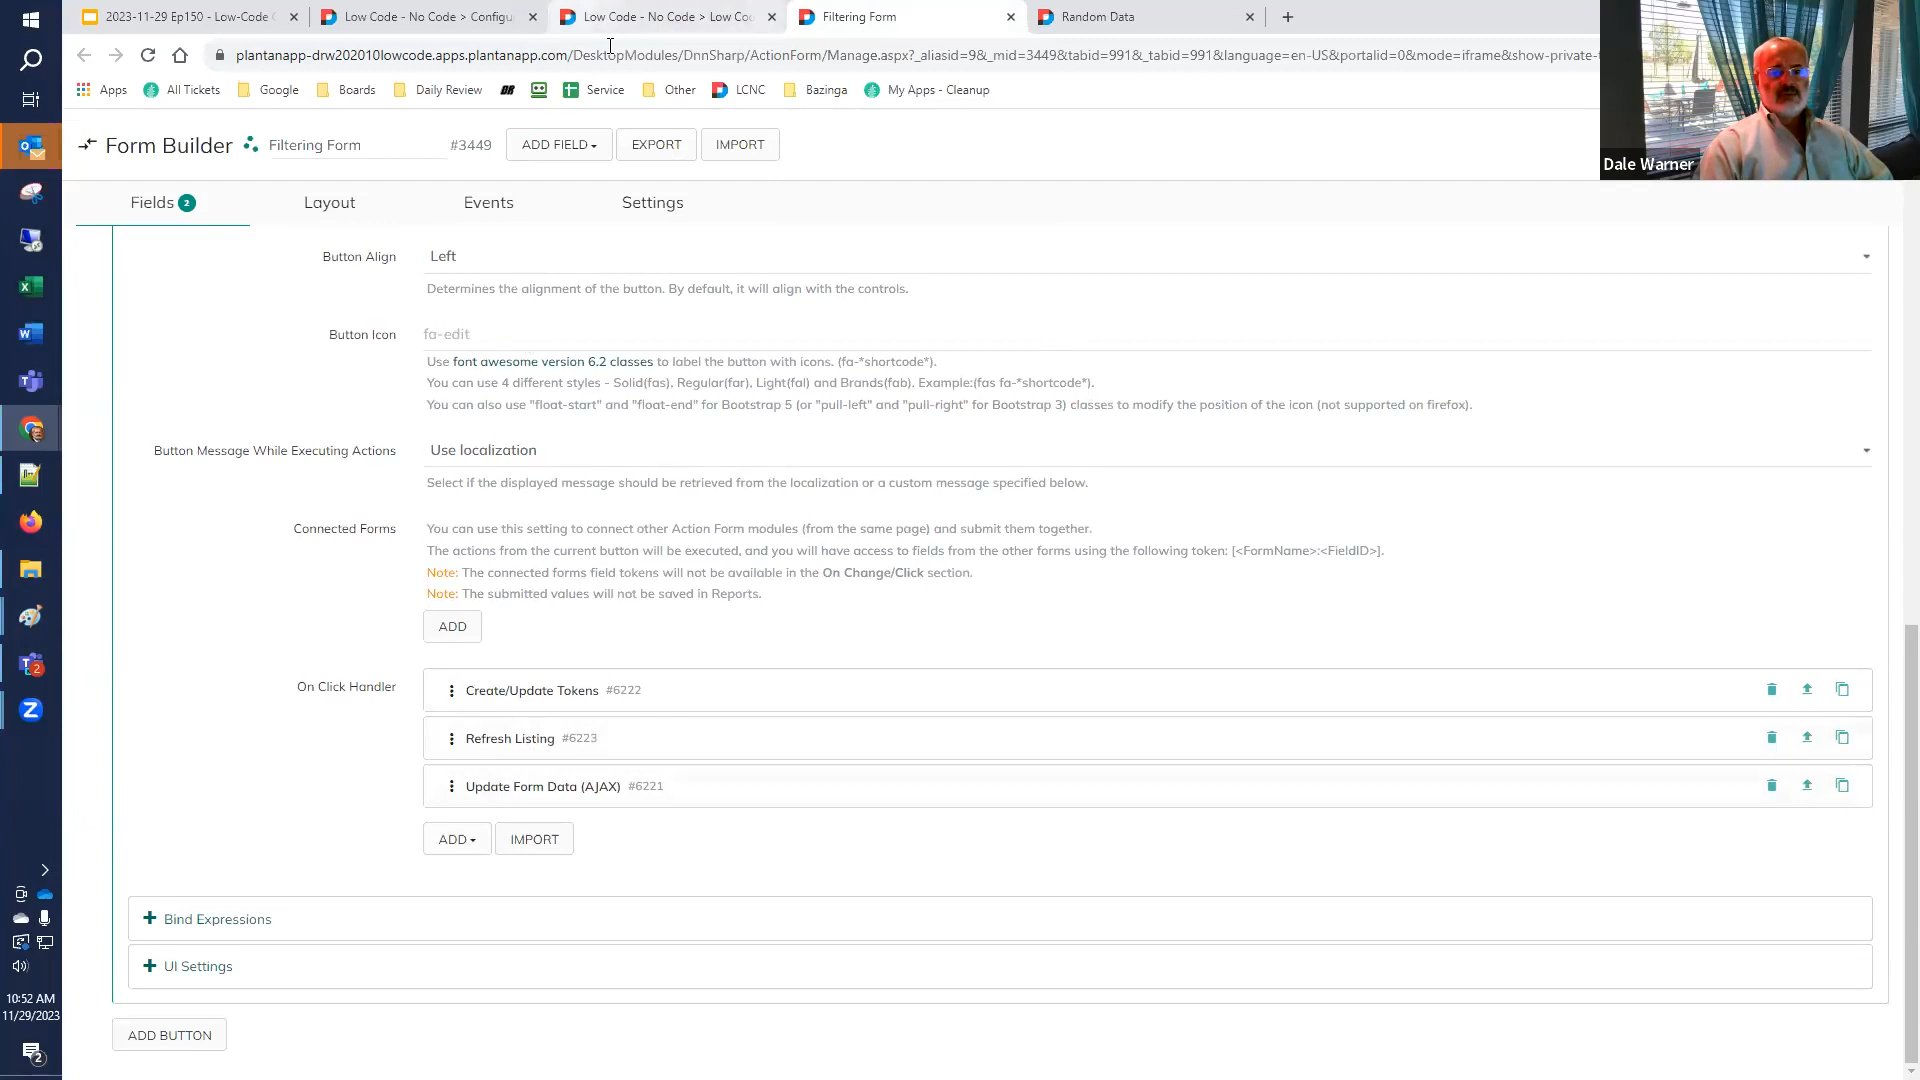 2023-11-29 Ep150 - Low-Code
Low Code - No Code > Configu
Low Code - No Code > Low Co
Filtering Form
Random Data
plantanapp-drw202010lowcode.apps.plantanapp.com/DesktopModules/DnnSharp/ActionForm/Manage.aspx?_aliasid=9&_mid=3449&tabid=991&_tabid=991&language=en-US&portalid=0&mode=iframe&show-private-t
Apps
All Tickets
Google
Boards
Daily Review
Service
Other
LCNC
Bazinga
My Apps - Cleanup
Dale Warner
Form Builder
Filtering Form
#3449
ADD FIELD
EXPORT
IMPORT
Fields 2
Layout
Events
Settings
Button Align
Left
Determines the alignment of the button. By default, it will align with the controls.
Button Icon
fa-edit
Use font awesome version 6.2 classes to label the button with icons. (fa-*shortcode*).
You can use 4 different styles - Solid(fas), Regular(far), Light(fal) and Brands(fab). Example:(fas fa-*shortcode*).
You can also use "float-start" and "float-end" for Bootstrap 5 (or "pull-left" and "pull-right" for Bootstrap 3) classes to modify the position of the icon (not supported on firefox).
Button Message While Executing Actions
Use localization
Select if the displayed message should be retrieved from the localization or a custom message specified below.
Connected Forms
You can use this setting to connect other Action Form modules (from the same page) and submit them together.
The actions from the current button will be executed, and you will have access to fields from the other forms using the following token: [<FormName>:<FieldID>].
Note: The connected forms field tokens will not be available in the On Change/Click section.
Note: The submitted values will not be saved in Reports.
ADD
On Click Handler
Create/Update Tokens #6222
Refresh Listing #6223
Update Form Data (AJAX) #6221
ADD
IMPORT
Bind Expressions
UI Settings
ADD BUTTON
10:52 AM
11/29/2023
2